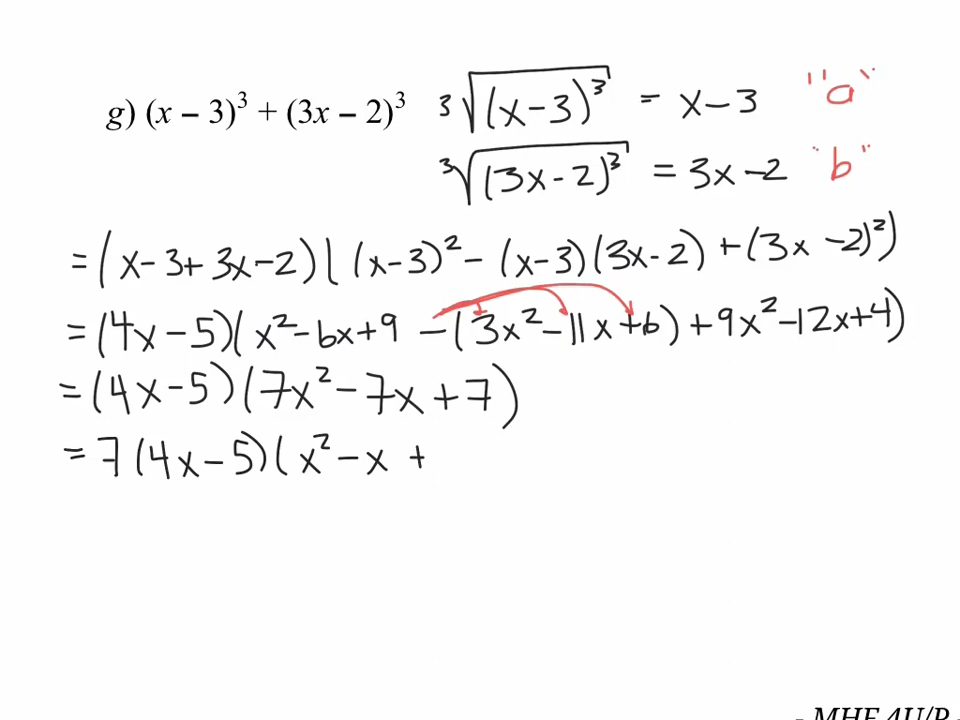 g) (x – 3)³ + (3x – 2)³ ³√(x-3)³ = x-3 "a"
³√(3x-2)³ = 3x-2 "b"
= (x-3+3x-2)((x-3)² - (x-3)(3x-2) + (3x-2)²)
= (4x-5)(x²-6x+9 -(3x²-11x+6)+9x²-12x+4)
= (4x-5)(7x²-7x+7)
= 7(4x-5)(x²-x +